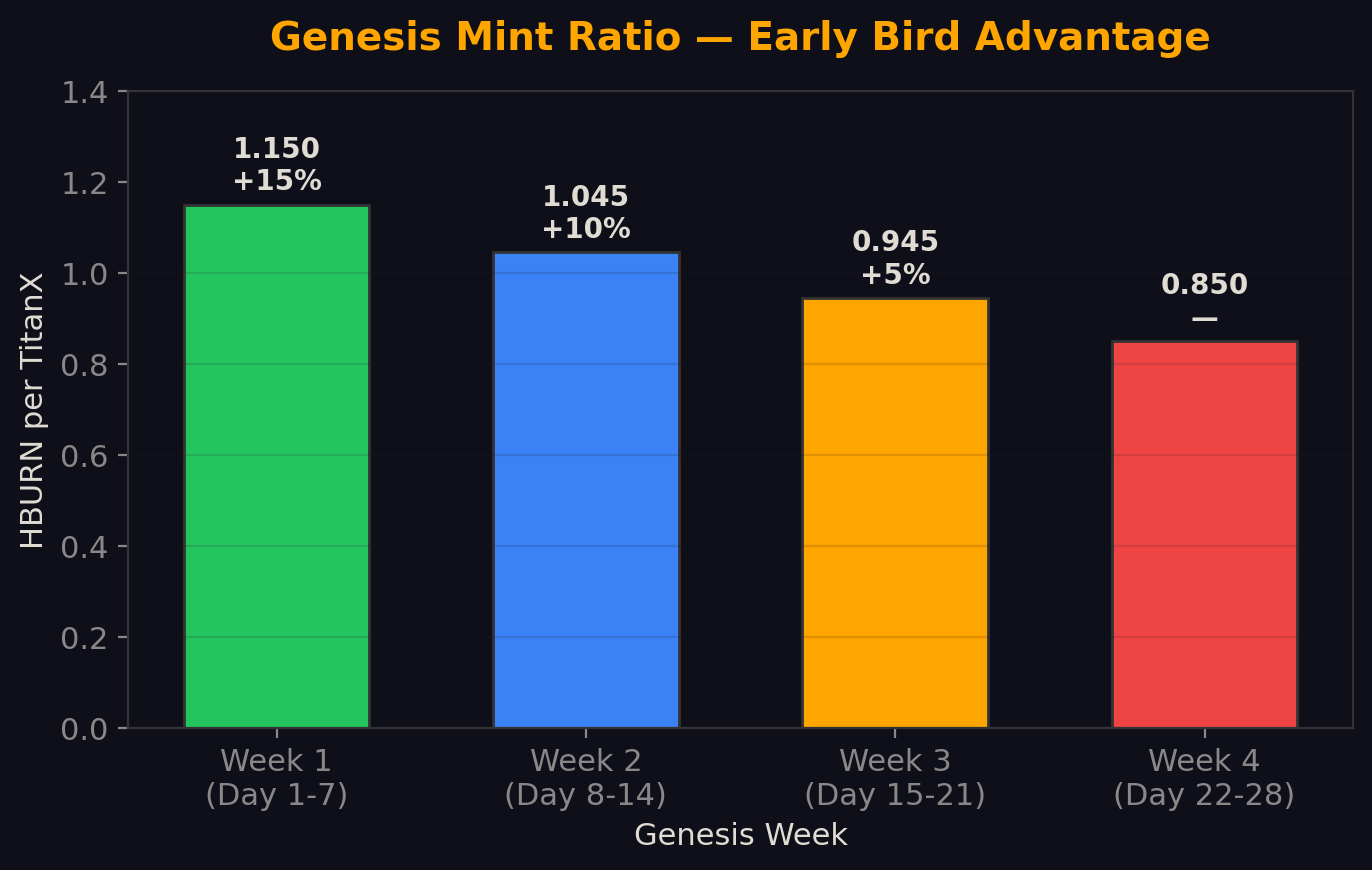 Genesis Mint Ratio — Early Bird Advantage
1.4
1.2
1.0
0.8
0.6
0.4
0.2
0.0
HBURN per TitanX
1.150
+15%
1.045
+10%
0.945
+5%
0.850
—
Week 1
(Day 1-7)
Week 2
(Day 8-14)
Week 3
(Day 15-21)
Week 4
(Day 22-28)
Genesis Week